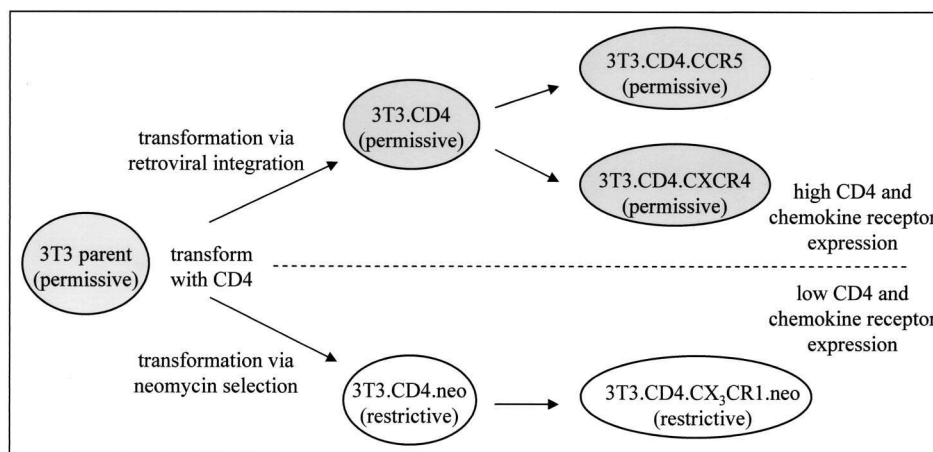 3T3.CD4.CCR5
(permissive)
3T3.CD4
(permissive)
transformation via
retroviral integration
3T3.CD4.CXCR4
(permissive)
high CD4 and
chemokine receptor
expression
3T3 parent
(permissive)
transform
with CD4
low CD4 and
chemokine receptor
expression
transformation via
neomycin selection
3T3.CD4.neo
(restrictive)
3T3.CD4.CX₃CR1.neo
(restrictive)